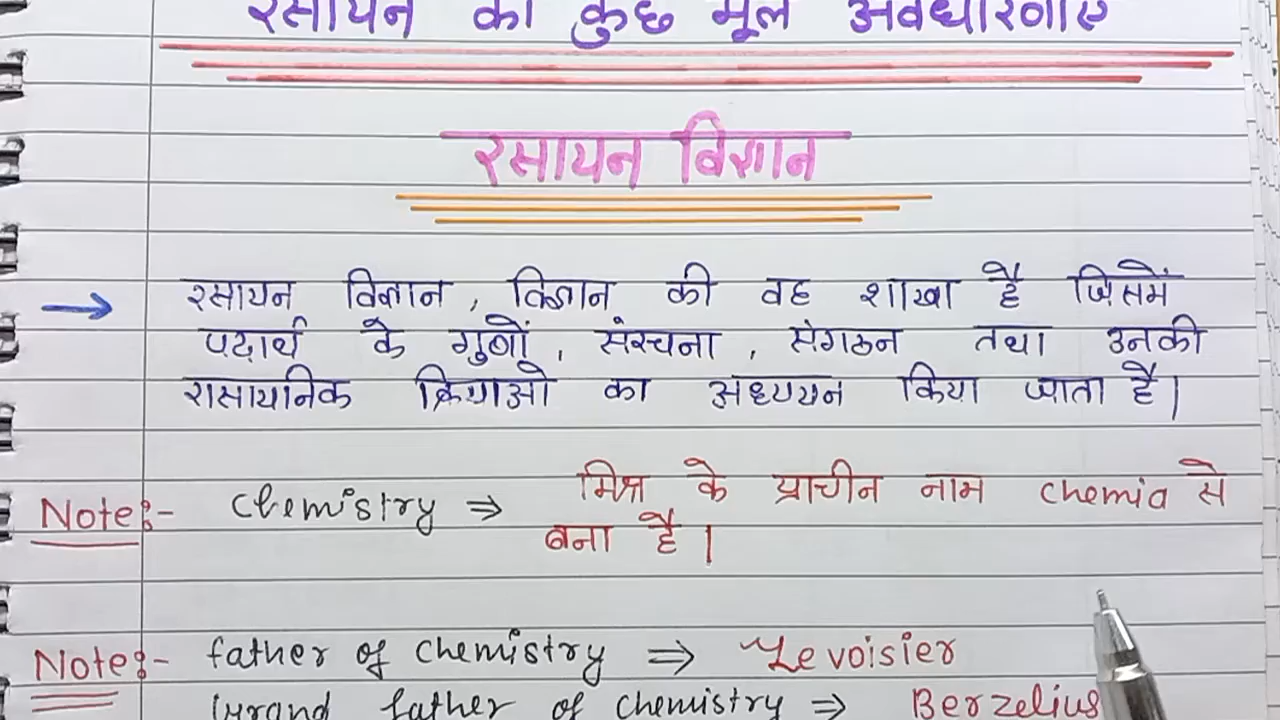 रसायन की कुछ मूल अवधारणाएं
रसायन विज्ञान
रसायन विज्ञान, विज्ञान की वह शाखा है जिसमें
पदार्थ के गुणों, संरचना, संगठन तथा उनकी
रासायनिक क्रियाओ का अध्ययन किया जाता है।
Note:- Chemistry ⇒ मिस्र के प्राचीन नाम chemia से
बना है।
Note:- father of chemistry ⇒ Levoisier
Grand father of chemistry ⇒ Berzelius